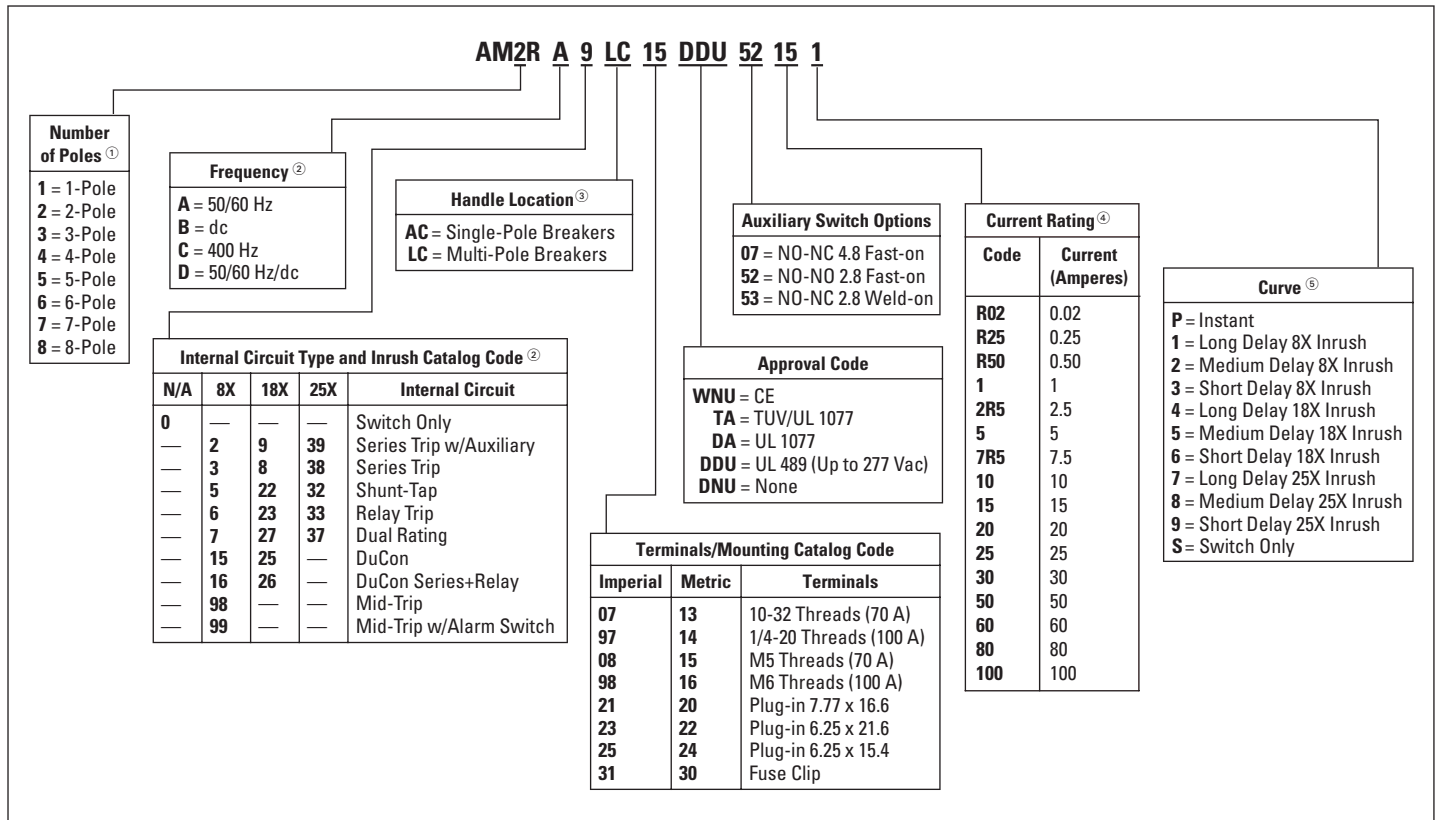 AM2R A 9 LC 15 DDU 52 15 1
Number
of Poles ①
1 = 1-Pole
2 = 2-Pole
3 = 3-Pole
4 = 4-Pole
5 = 5-Pole
6 = 6-Pole
7 = 7-Pole
8 = 8-Pole
Frequency ②
A = 50/60 Hz
B = dc
C = 400 Hz
D = 50/60 Hz/dc
Internal Circuit Type and Inrush Catalog Code ②
N/A 8X 18X 25X Internal Circuit
0 — — — Switch Only
— 2 9 39 Series Trip w/Auxiliary
— 3 8 38 Series Trip
— 5 22 32 Shunt-Tap
— 6 23 33 Relay Trip
— 7 27 37 Dual Rating
— 15 25 — DuCon
— 16 26 — DuCon Series+Relay
— 98 — — Mid-Trip
— 99 — — Mid-Trip w/Alarm Switch
Handle Location ③
AC = Single-Pole Breakers
LC = Multi-Pole Breakers
Terminals/Mounting Catalog Code
Imperial Metric Terminals
07 13 10-32 Threads (70 A)
97 14 1/4-20 Threads (100 A)
08 15 M5 Threads (70 A)
98 16 M6 Threads (100 A)
21 20 Plug-in 7.77 x 16.6
23 22 Plug-in 6.25 x 21.6
25 24 Plug-in 6.25 x 15.4
31 30 Fuse Clip
Approval Code
WNU = CE
TA = TUV/UL 1077
DA = UL 1077
DDU = UL 489 (Up to 277 Vac)
DNU = None
Auxiliary Switch Options
07 = NO-NC 4.8 Fast-on
52 = NO-NO 2.8 Fast-on
53 = NO-NC 2.8 Weld-on
Current Rating ④
Code Current
(Amperes)
R02 0.02
R25 0.25
R50 0.50
1 1
2R5 2.5
5 5
7R5 7.5
10 10
15 15
20 20
25 25
30 30
50 50
60 60
80 80
100 100
Curve ⑤
P = Instant
1 = Long Delay 8X Inrush
2 = Medium Delay 8X Inrush
3 = Short Delay 8X Inrush
4 = Long Delay 18X Inrush
5 = Medium Delay 18X Inrush
6 = Short Delay 18X Inrush
7 = Long Delay 25X Inrush
8 = Medium Delay 25X Inrush
9 = Short Delay 25X Inrush
S = Switch Only